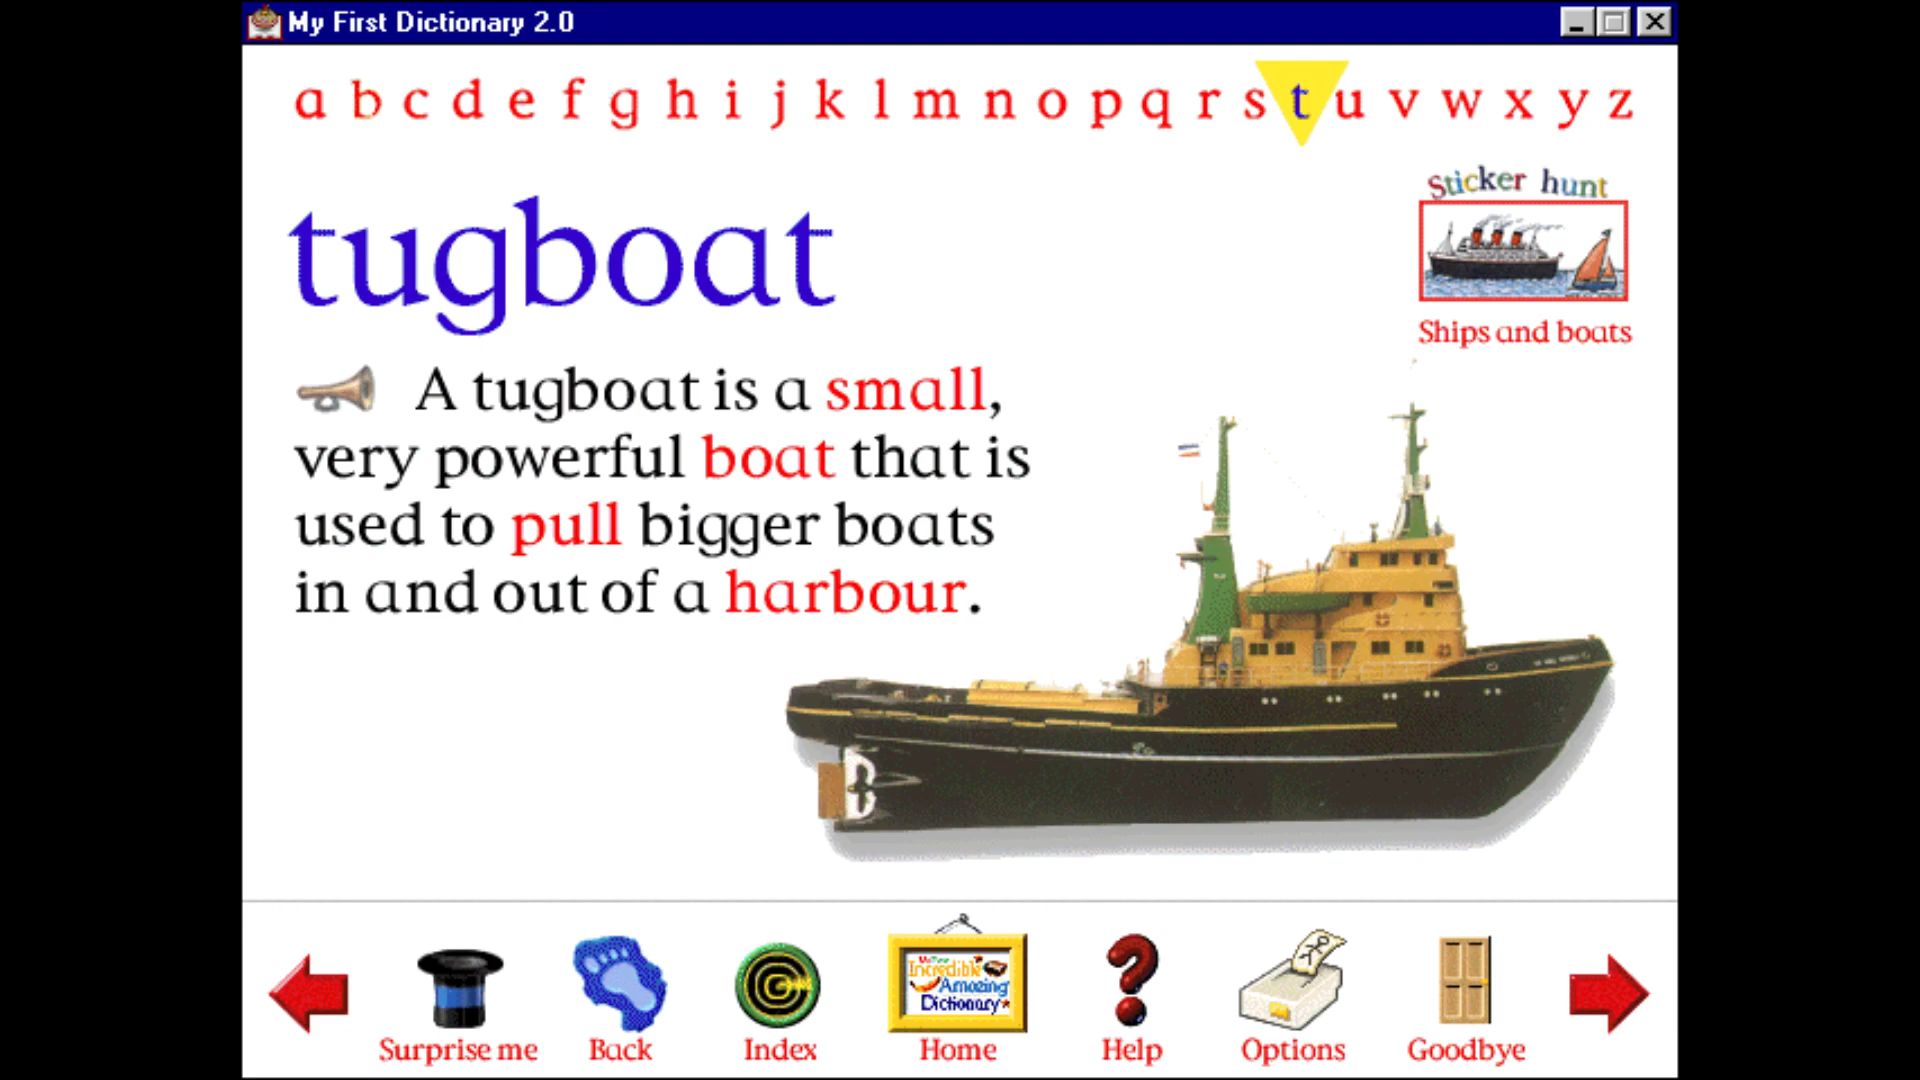 My First Dictionary 2.0
a b c d e f g h i j k l m n o p q r s t u v w x y z
Sticker hunt
Ships and boats
tugboat
A tugboat is a small,
very powerful boat that is
used to pull bigger boats
in and out of a harbour.
My First
Incredible
Amazing
Dictionary
Surprise me
Back
Index
Home
Help
Options
Goodbye